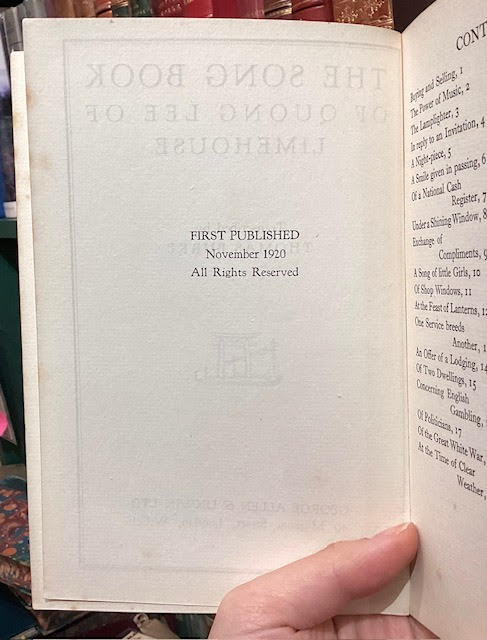 THE SONG BOOK
OF QUONG LEE OF
LIMEHOUSE
FIRST PUBLISHED
November 1920
All Rights Reserved
GEORGE ALLEN & UNWIN LTD
CONT
Buying and Selling, 1
The Power of Music, 2
The Lamplighter, 3
In reply to an Invitation, 4
A Night-piece, 5
A Smile given in passing, 6
Of a National Cash
Register, 7
Under a Shining Window, 8
Exchange of
Compliments, 9
A Song of little Girls, 10
Of Shop Windows, 11
At the Feast of Lanterns, 12
One Service breeds
Another, 1
An Offer of a Lodging, 14
Of Two Dwellings, 15
Concerning English
Gambling,
Of Politicians, 17
Of the Great White War,
At the Time of Clear
Weather,